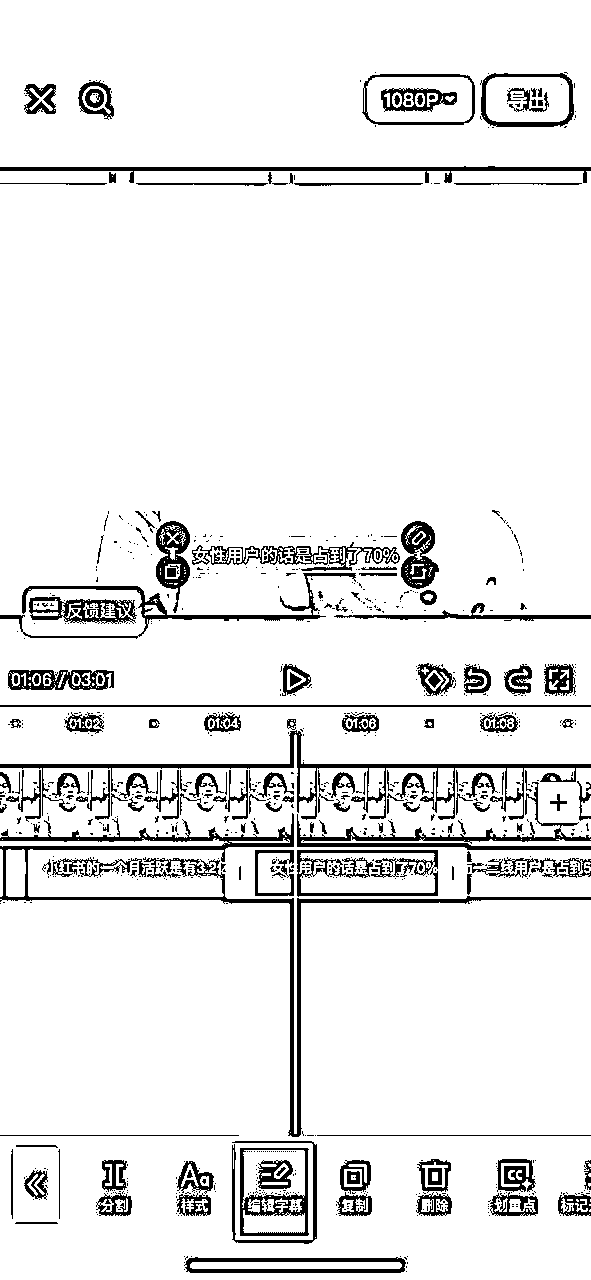 1080P
导出
女性用户的话是占到了70%
反馈建议
01:06 / 03:01
01:02
01:04
01:06
01:08
小红书的一个月活跃是有3.2亿
女性用户的话是占到了70%
一二线用户是占到
分割
样式
编辑字幕
复制
删除
划重点
标记